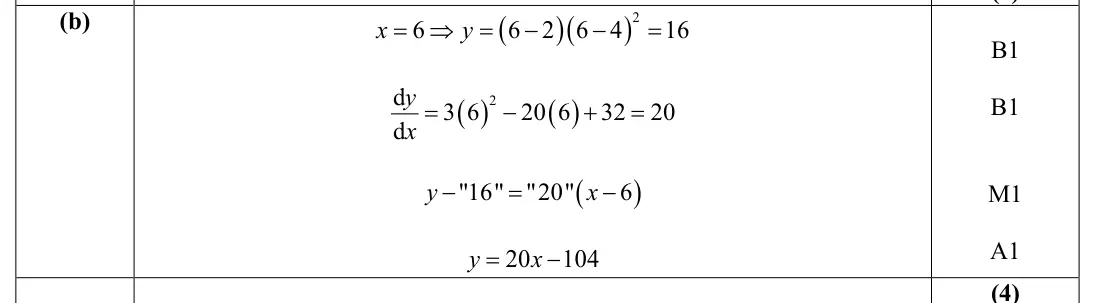 (b)
x = 6 ⇒ y = (6 − 2)(6 − 4)² = 16
B1
dy/dx = 3(6)² − 20(6) + 32 = 20
B1
y − "16" = "20"(x − 6)
M1
y = 20x − 104
A1
(4)